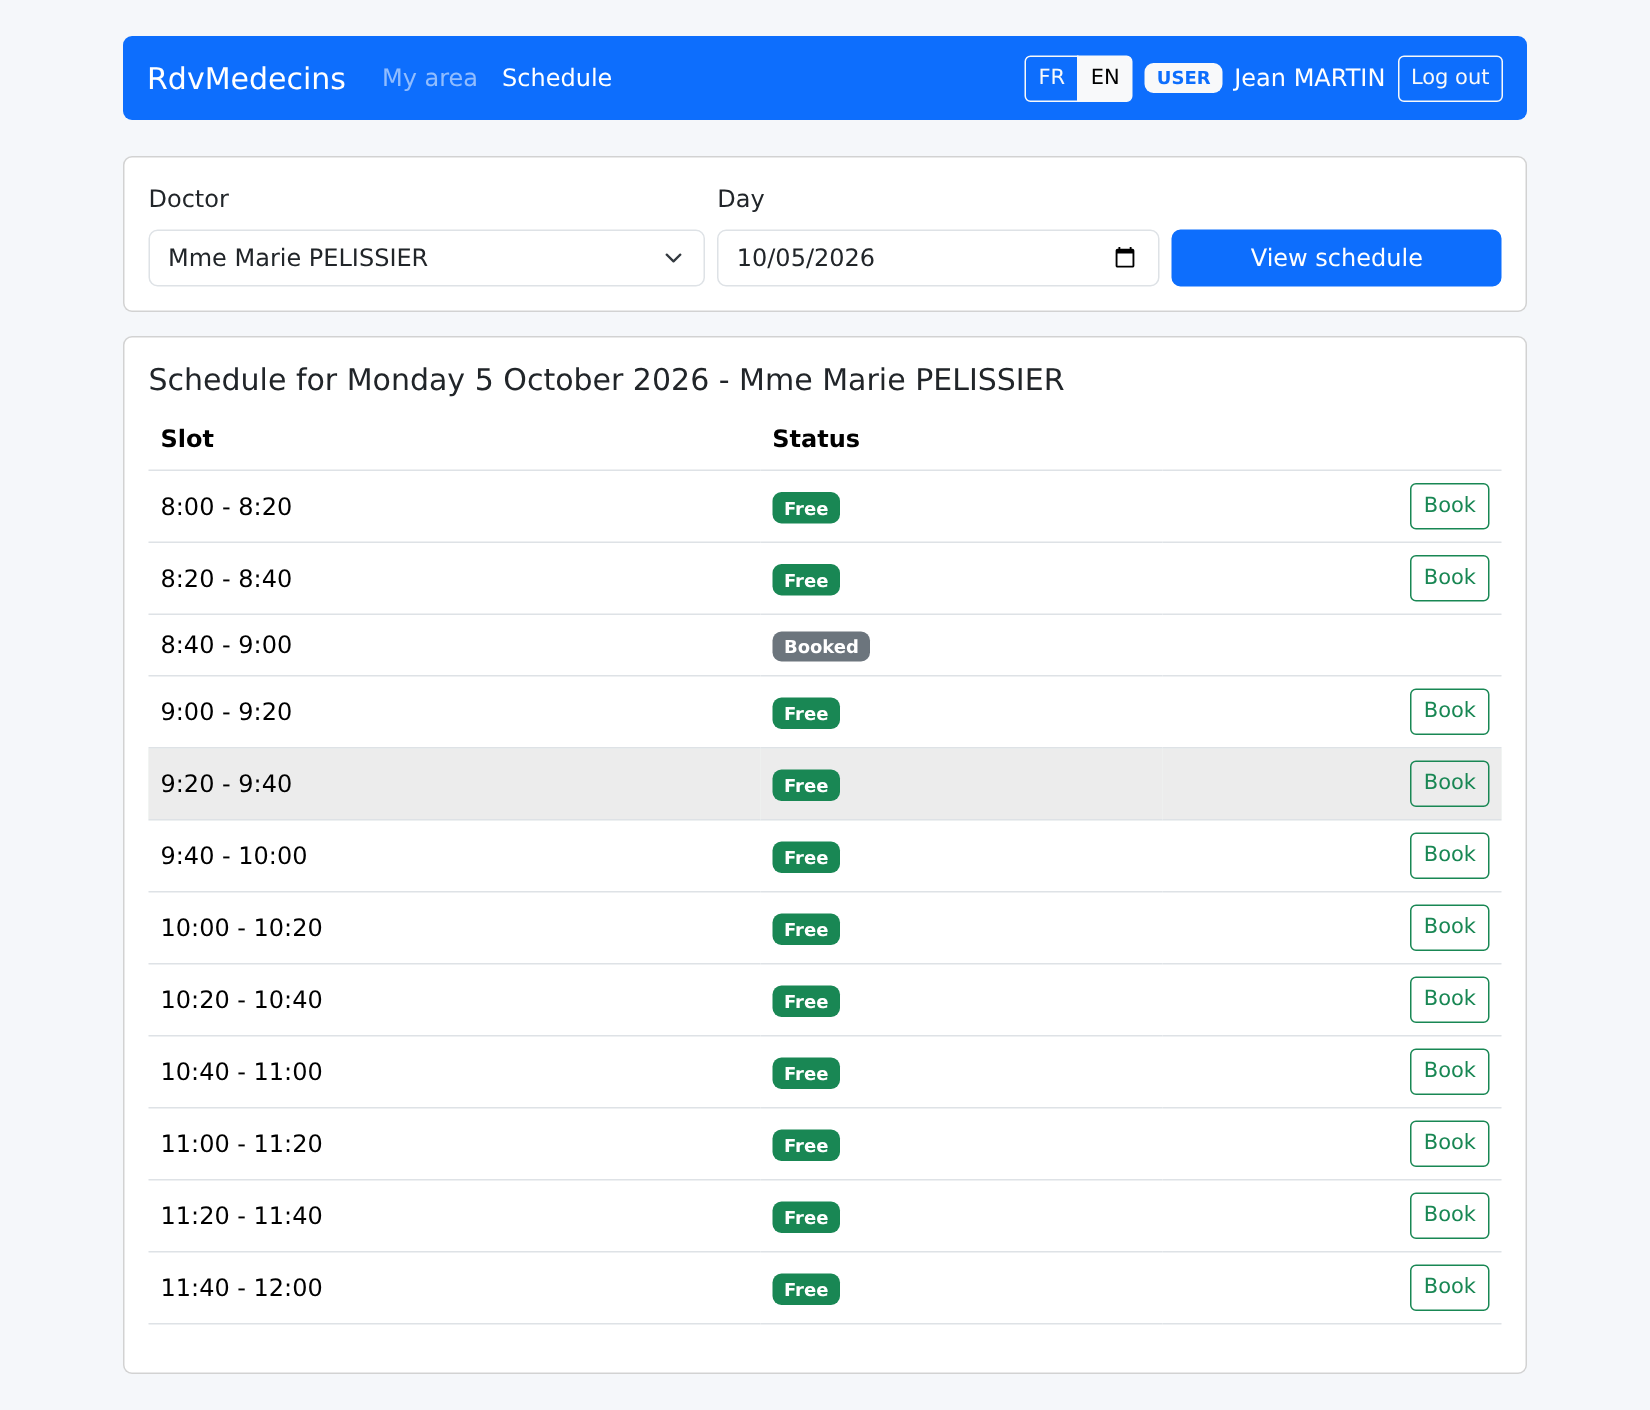 RdvMedecins My area Schedule FR EN USER Jean MARTIN Log out
Doctor Day
Mme Marie PELISSIER 10/05/2026 View schedule
Schedule for Monday 5 October 2026 - Mme Marie PELISSIER
Slot Status
8:00 - 8:20 Free Book
8:20 - 8:40 Free Book
8:40 - 9:00 Booked
9:00 - 9:20 Free Book
9:20 - 9:40 Free Book
9:40 - 10:00 Free Book
10:00 - 10:20 Free Book
10:20 - 10:40 Free Book
10:40 - 11:00 Free Book
11:00 - 11:20 Free Book
11:20 - 11:40 Free Book
11:40 - 12:00 Free Book